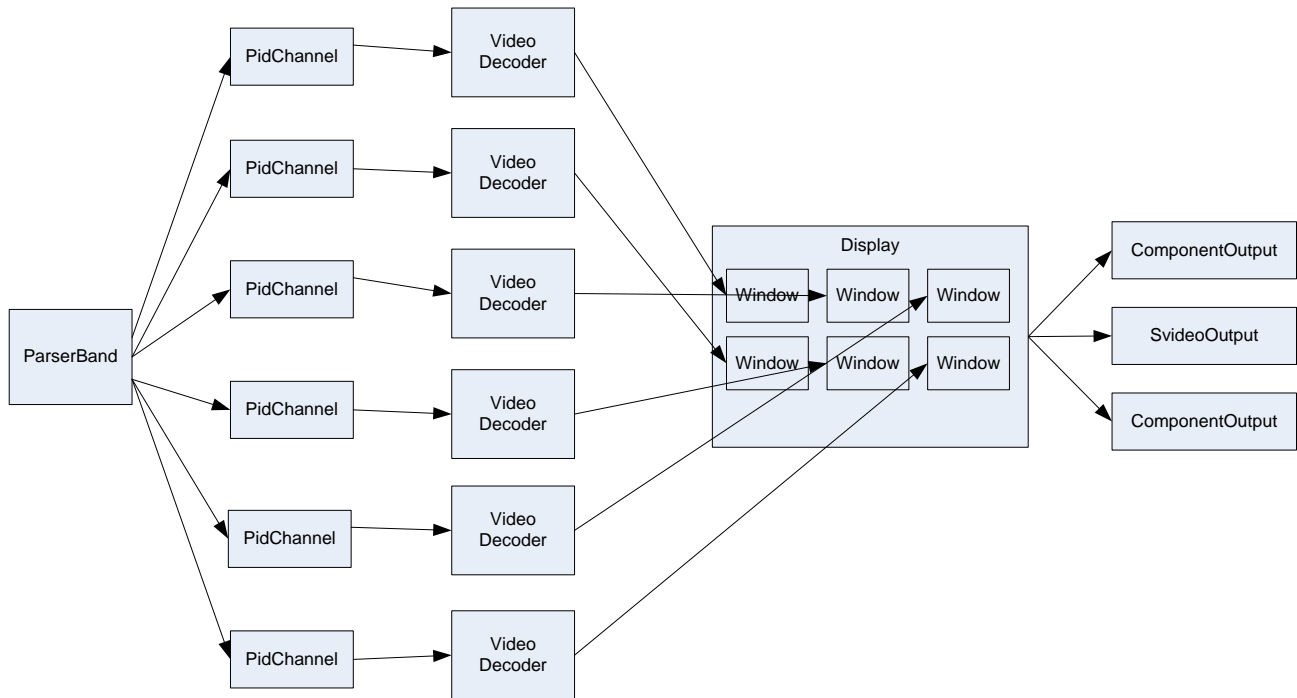 PidChannel
Video
Decoder
PidChannel
Video
Decoder
PidChannel
Video
Decoder
ParserBand
PidChannel
Video
Decoder
PidChannel
Video
Decoder
PidChannel
Video
Decoder
Display
Window
Window
Window
Window
Window
Window
ComponentOutput
SvideoOutput
ComponentOutput